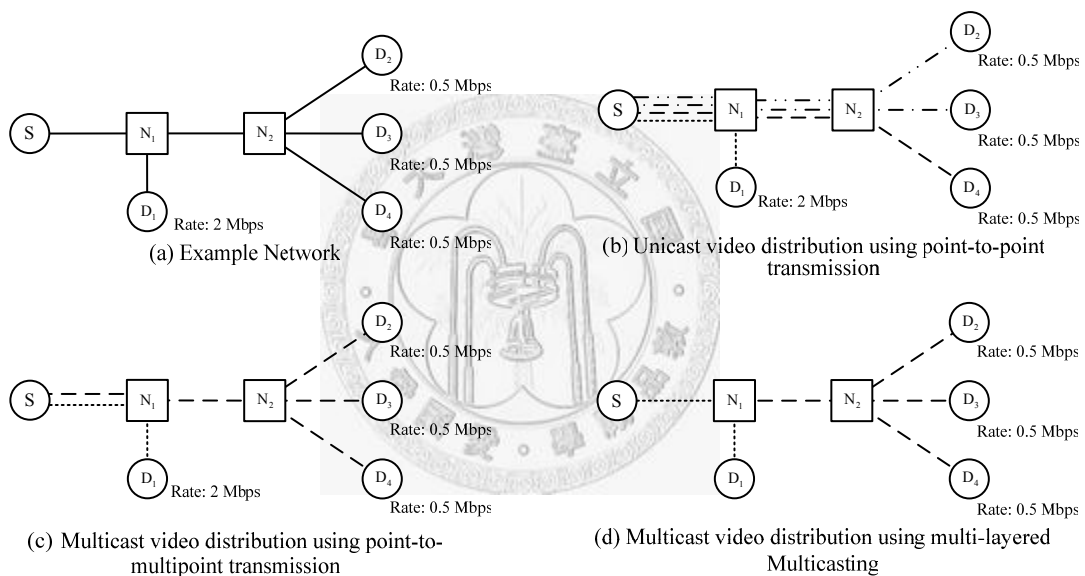 D2
Rate: 0.5 Mbps
S
N1
N2
D3
Rate: 0.5 Mbps
D1
Rate: 2 Mbps
D4
Rate: 0.5 Mbps
(a) Example Network
D2
Rate: 0.5 Mbps
S
N1
N2
D3
Rate: 0.5 Mbps
D1
Rate: 2 Mbps
D4
Rate: 0.5 Mbps
(b) Unicast video distribution using point-to-point
transmission
D2
Rate: 0.5 Mbps
S
N1
N2
D3
Rate: 0.5 Mbps
D1
Rate: 2 Mbps
D4
Rate: 0.5 Mbps
(c) Multicast video distribution using point-to-
multipoint transmission
D2
Rate: 0.5 Mbps
S
N1
N2
D3
Rate: 0.5 Mbps
D1
D4
Rate: 0.5 Mbps
(d) Multicast video distribution using multi-layered
Multicasting